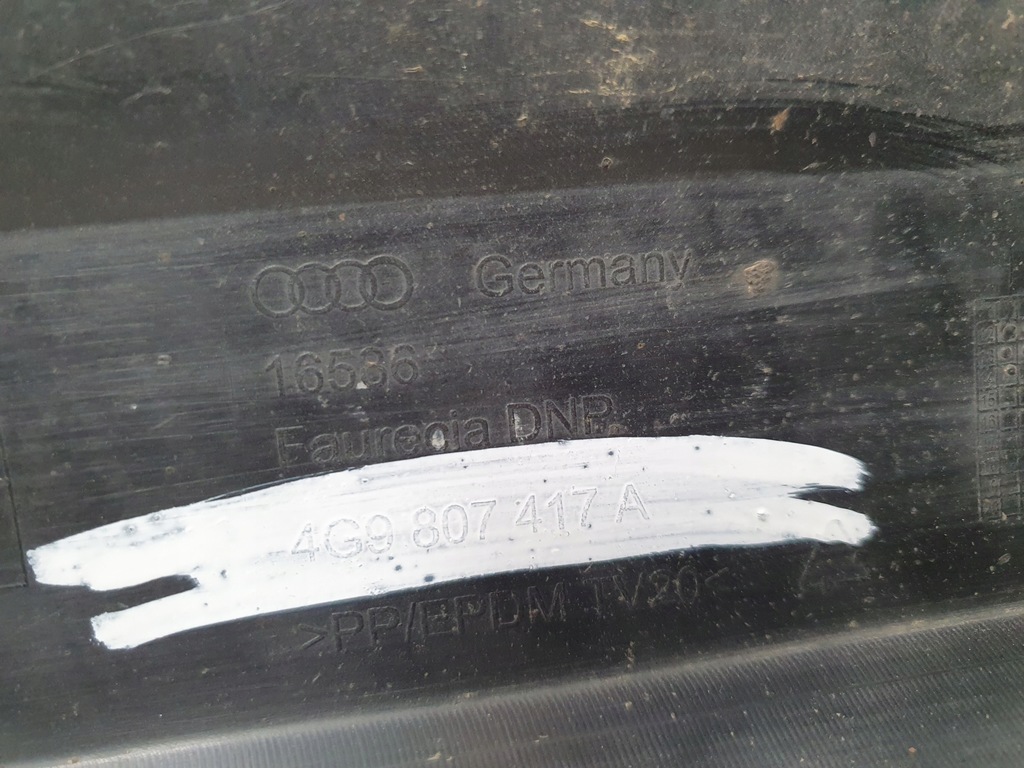 Germany
16586
Faurecia DNP
4G9 807 417 A
>PP/EPDM TV20<